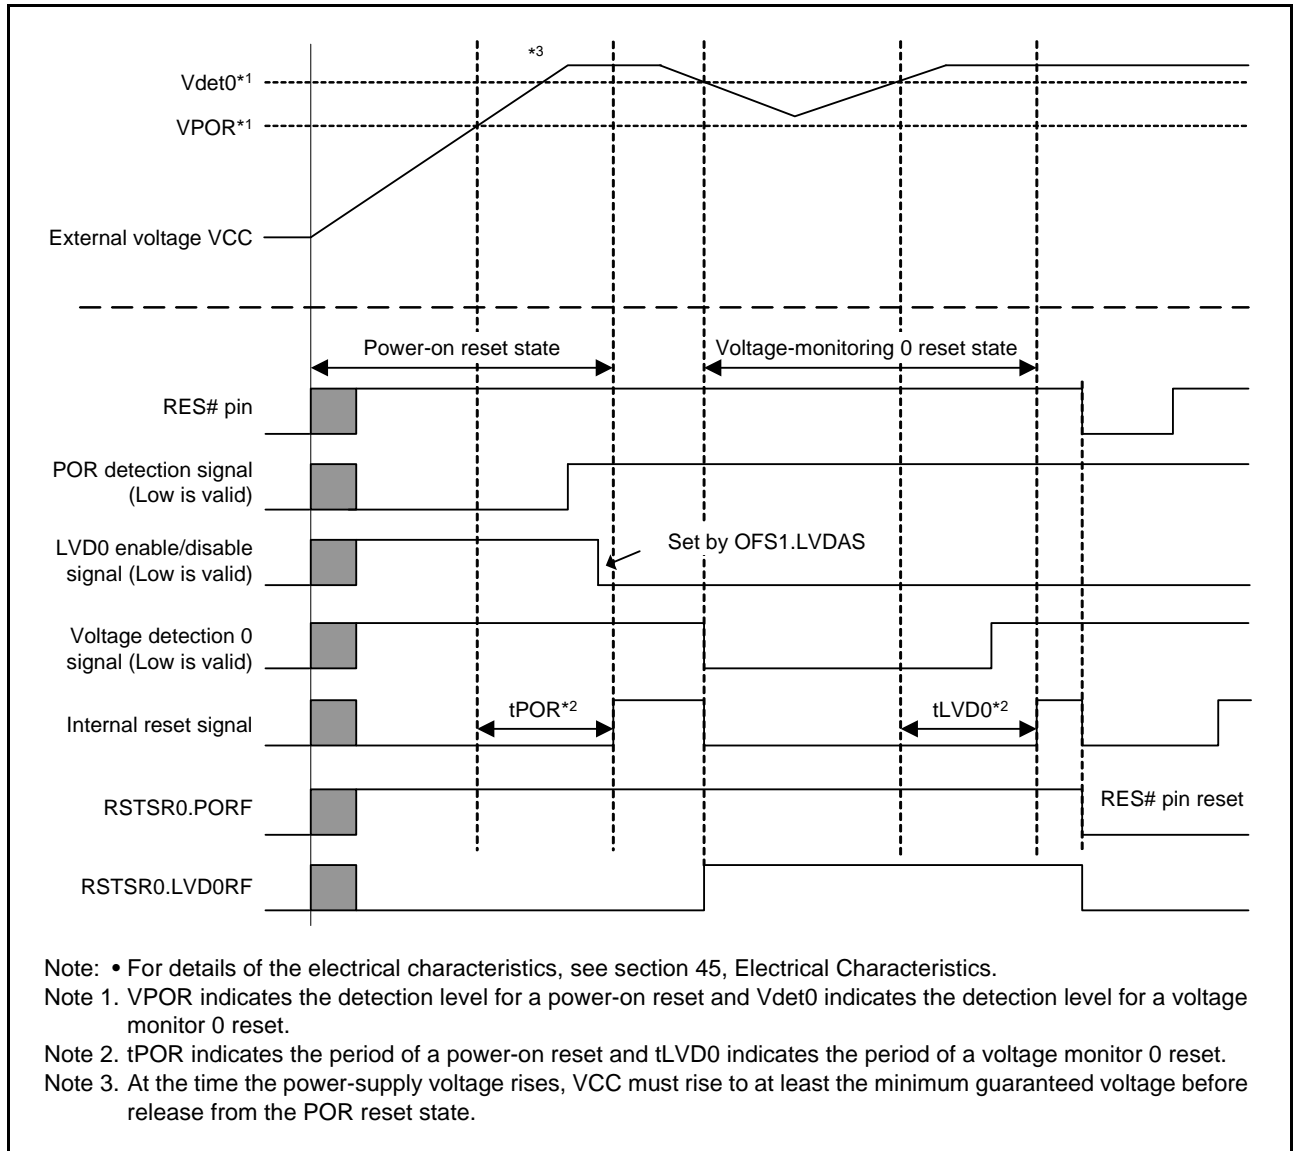 *3
Vdet0*1
VPOR*1
External voltage VCC
Power-on reset state
Voltage-monitoring 0 reset state
RES# pin
POR detection signal
(Low is valid)
LVD0 enable/disable
signal (Low is valid)
Set by OFS1.LVDAS
Voltage detection 0
signal (Low is valid)
Internal reset signal
tPOR*2
tLVD0*2
RSTSR0.PORF
RES# pin reset
RSTSR0.LVD0RF
Note: • For details of the electrical characteristics, see section 45, Electrical Characteristics.
Note 1. VPOR indicates the detection level for a power-on reset and Vdet0 indicates the detection level for a voltage
monitor 0 reset.
Note 2. tPOR indicates the period of a power-on reset and tLVD0 indicates the period of a voltage monitor 0 reset.
Note 3. At the time the power-supply voltage rises, VCC must rise to at least the minimum guaranteed voltage before
release from the POR reset state.